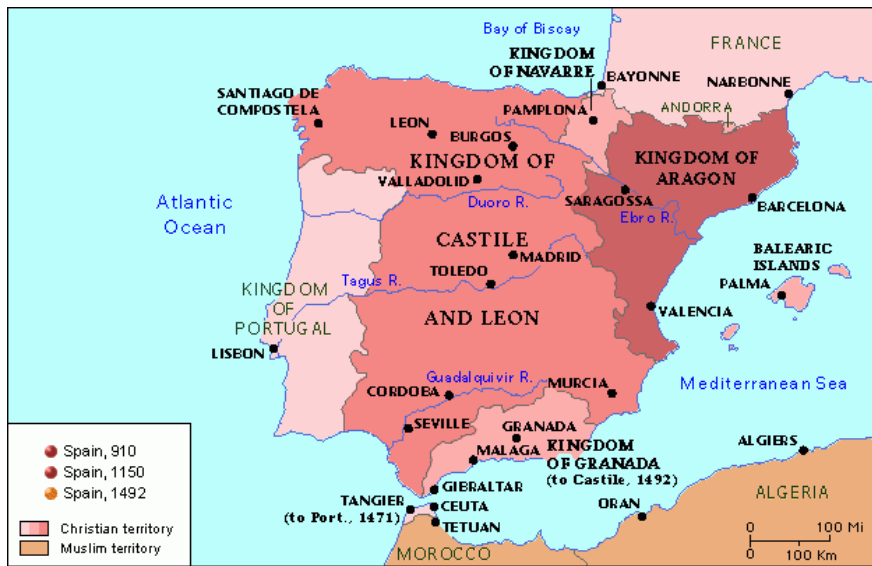 Bay of Biscay
FRANCE
KINGDOM
OF NAVARRE
BAYONNE
NARBONNE
SANTIAGO DE
COMPOSTELA
PAMPLONA
ANDORRA
LEON
BURGOS
KINGDOM OF
KINGDOM OF
ARAGON
VALLADOLID
SARAGOSSA
Duoro R.
Ebro R.
BARCELONA
Atlantic
Ocean
CASTILE
MADRID
BALEARIC
ISLANDS
TOLEDO
Tagus R.
PALMA
KINGDOM
OF
PORTUGAL
AND LEON
VALENCIA
LISBON
Guadalquivir R.
MURCIA
Mediterranean Sea
CORDOBA
SEVILLE
GRANADA
MALAGA
KINGDOM
OF GRANADA
(to Castile, 1492)
ALGIERS
Spain, 910
Spain, 1150
Spain, 1492
GIBRALTAR
TANGIER
(to Port., 1471)
CEUTA
TETUAN
ORAN
ALGERIA
Christian territory
Muslim territory
MOROCCO
0 100 Mi
0 100 Km